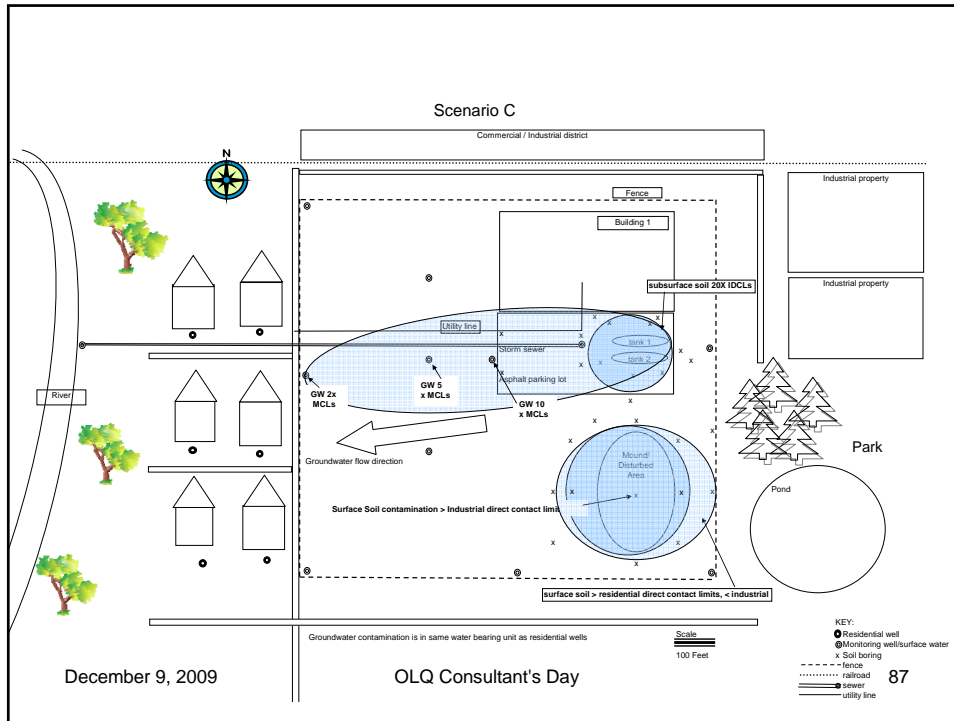 Scenario C
Commercial / Industrial district
N
Industrial property
Fence
Building 1
subsurface soil 20X IDCLs
Industrial property
Utility line
tank 1
Storm sewer
tank 2
Asphalt parking lot
GW 2x
MCLs
GW 5
x MCLs
GW 10
x MCLs
River
Park
Groundwater flow direction
Mound/
Disturbed
Area
Pond
Surface Soil contamination > Industrial direct contact limit
surface soil > residential direct contact limits, < industrial
Groundwater contamination is in same water bearing unit as residential wells
Scale
100 Feet
KEY:
Residential well
Monitoring well/surface water
x Soil boring
fence
railroad
sewer
utility line
December 9, 2009
OLQ Consultant's Day
87